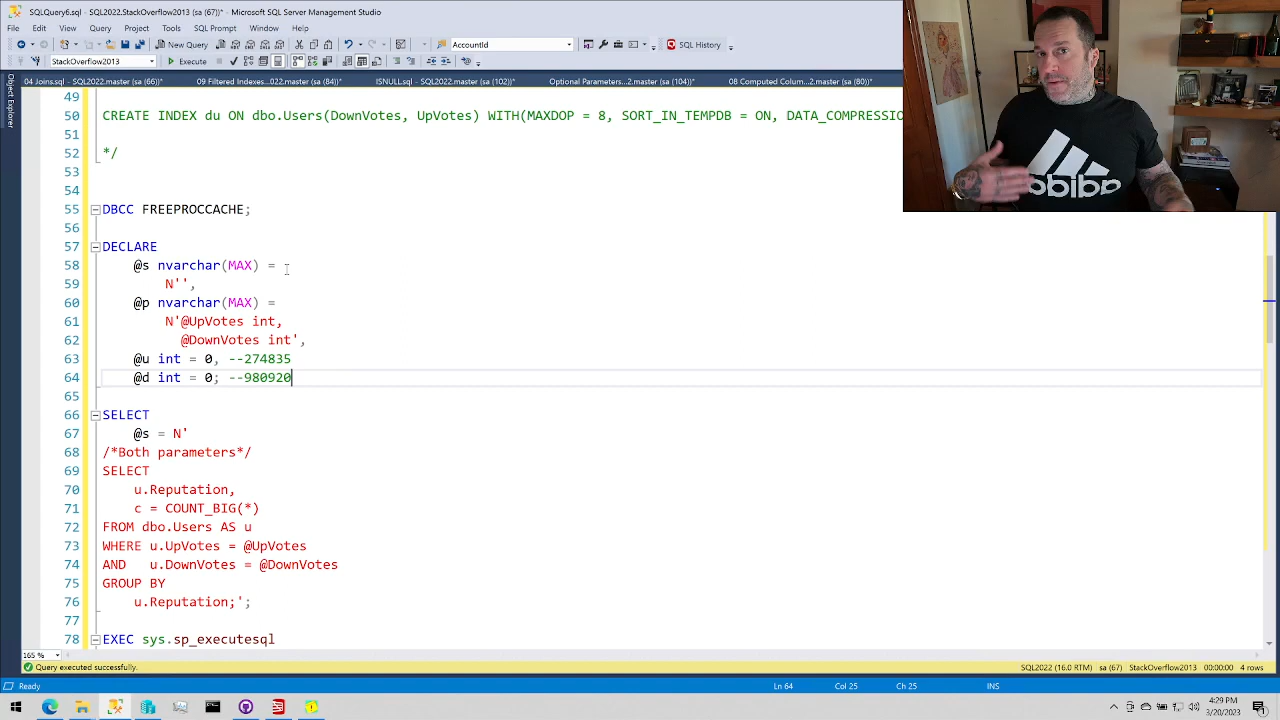 SQLQuery6.sql - SQL2022.StackOverflow2013 (sa (67))* - Microsoft SQL Server Management Studio
File Edit View Query Project Tools SQL Prompt Window Help
New Query AccountId SQL History
StackOverflow2013 Execute
04 Joins.sql - SQL2022.master (sa (66))* 09 Filtered Indexes...022.master (sa (84))* ISNULL.sql - SQL2022.master (sa (102))* Optional Parameters...2.master (sa (104))* 08 Computed Colum...2.master (sa (80))*
Object Explorer
49
50 CREATE INDEX du ON dbo.Users(DownVotes, UpVotes) WITH(MAXDOP = 8, SORT_IN_TEMPDB = ON, DATA_COMPRESSIO
51
52 */
53
54
55 DBCC FREEPROCCACHE;
56
57 DECLARE
58 @s nvarchar(MAX) =
59 N'',
60 @p nvarchar(MAX) =
61 N'@UpVotes int,
62 @DownVotes int',
63 @u int = 0, --274835
64 @d int = 0; --980920
65
66 SELECT
67 @s = N'
68 /*Both parameters*/
69 SELECT
70 u.Reputation,
71 c = COUNT_BIG(*)
72 FROM dbo.Users AS u
73 WHERE u.UpVotes = @UpVotes
74 AND u.DownVotes = @DownVotes
75 GROUP BY
76 u.Reputation;';
77
78 EXEC sys.sp_executesql
165 %
Query executed successfully. SQL2022 (16.0 RTM) sa (67) StackOverflow2013 00:00:00 4 rows
Ready Ln 64 Col 25 Ch 25 INS
4:29 PM
3/20/2023